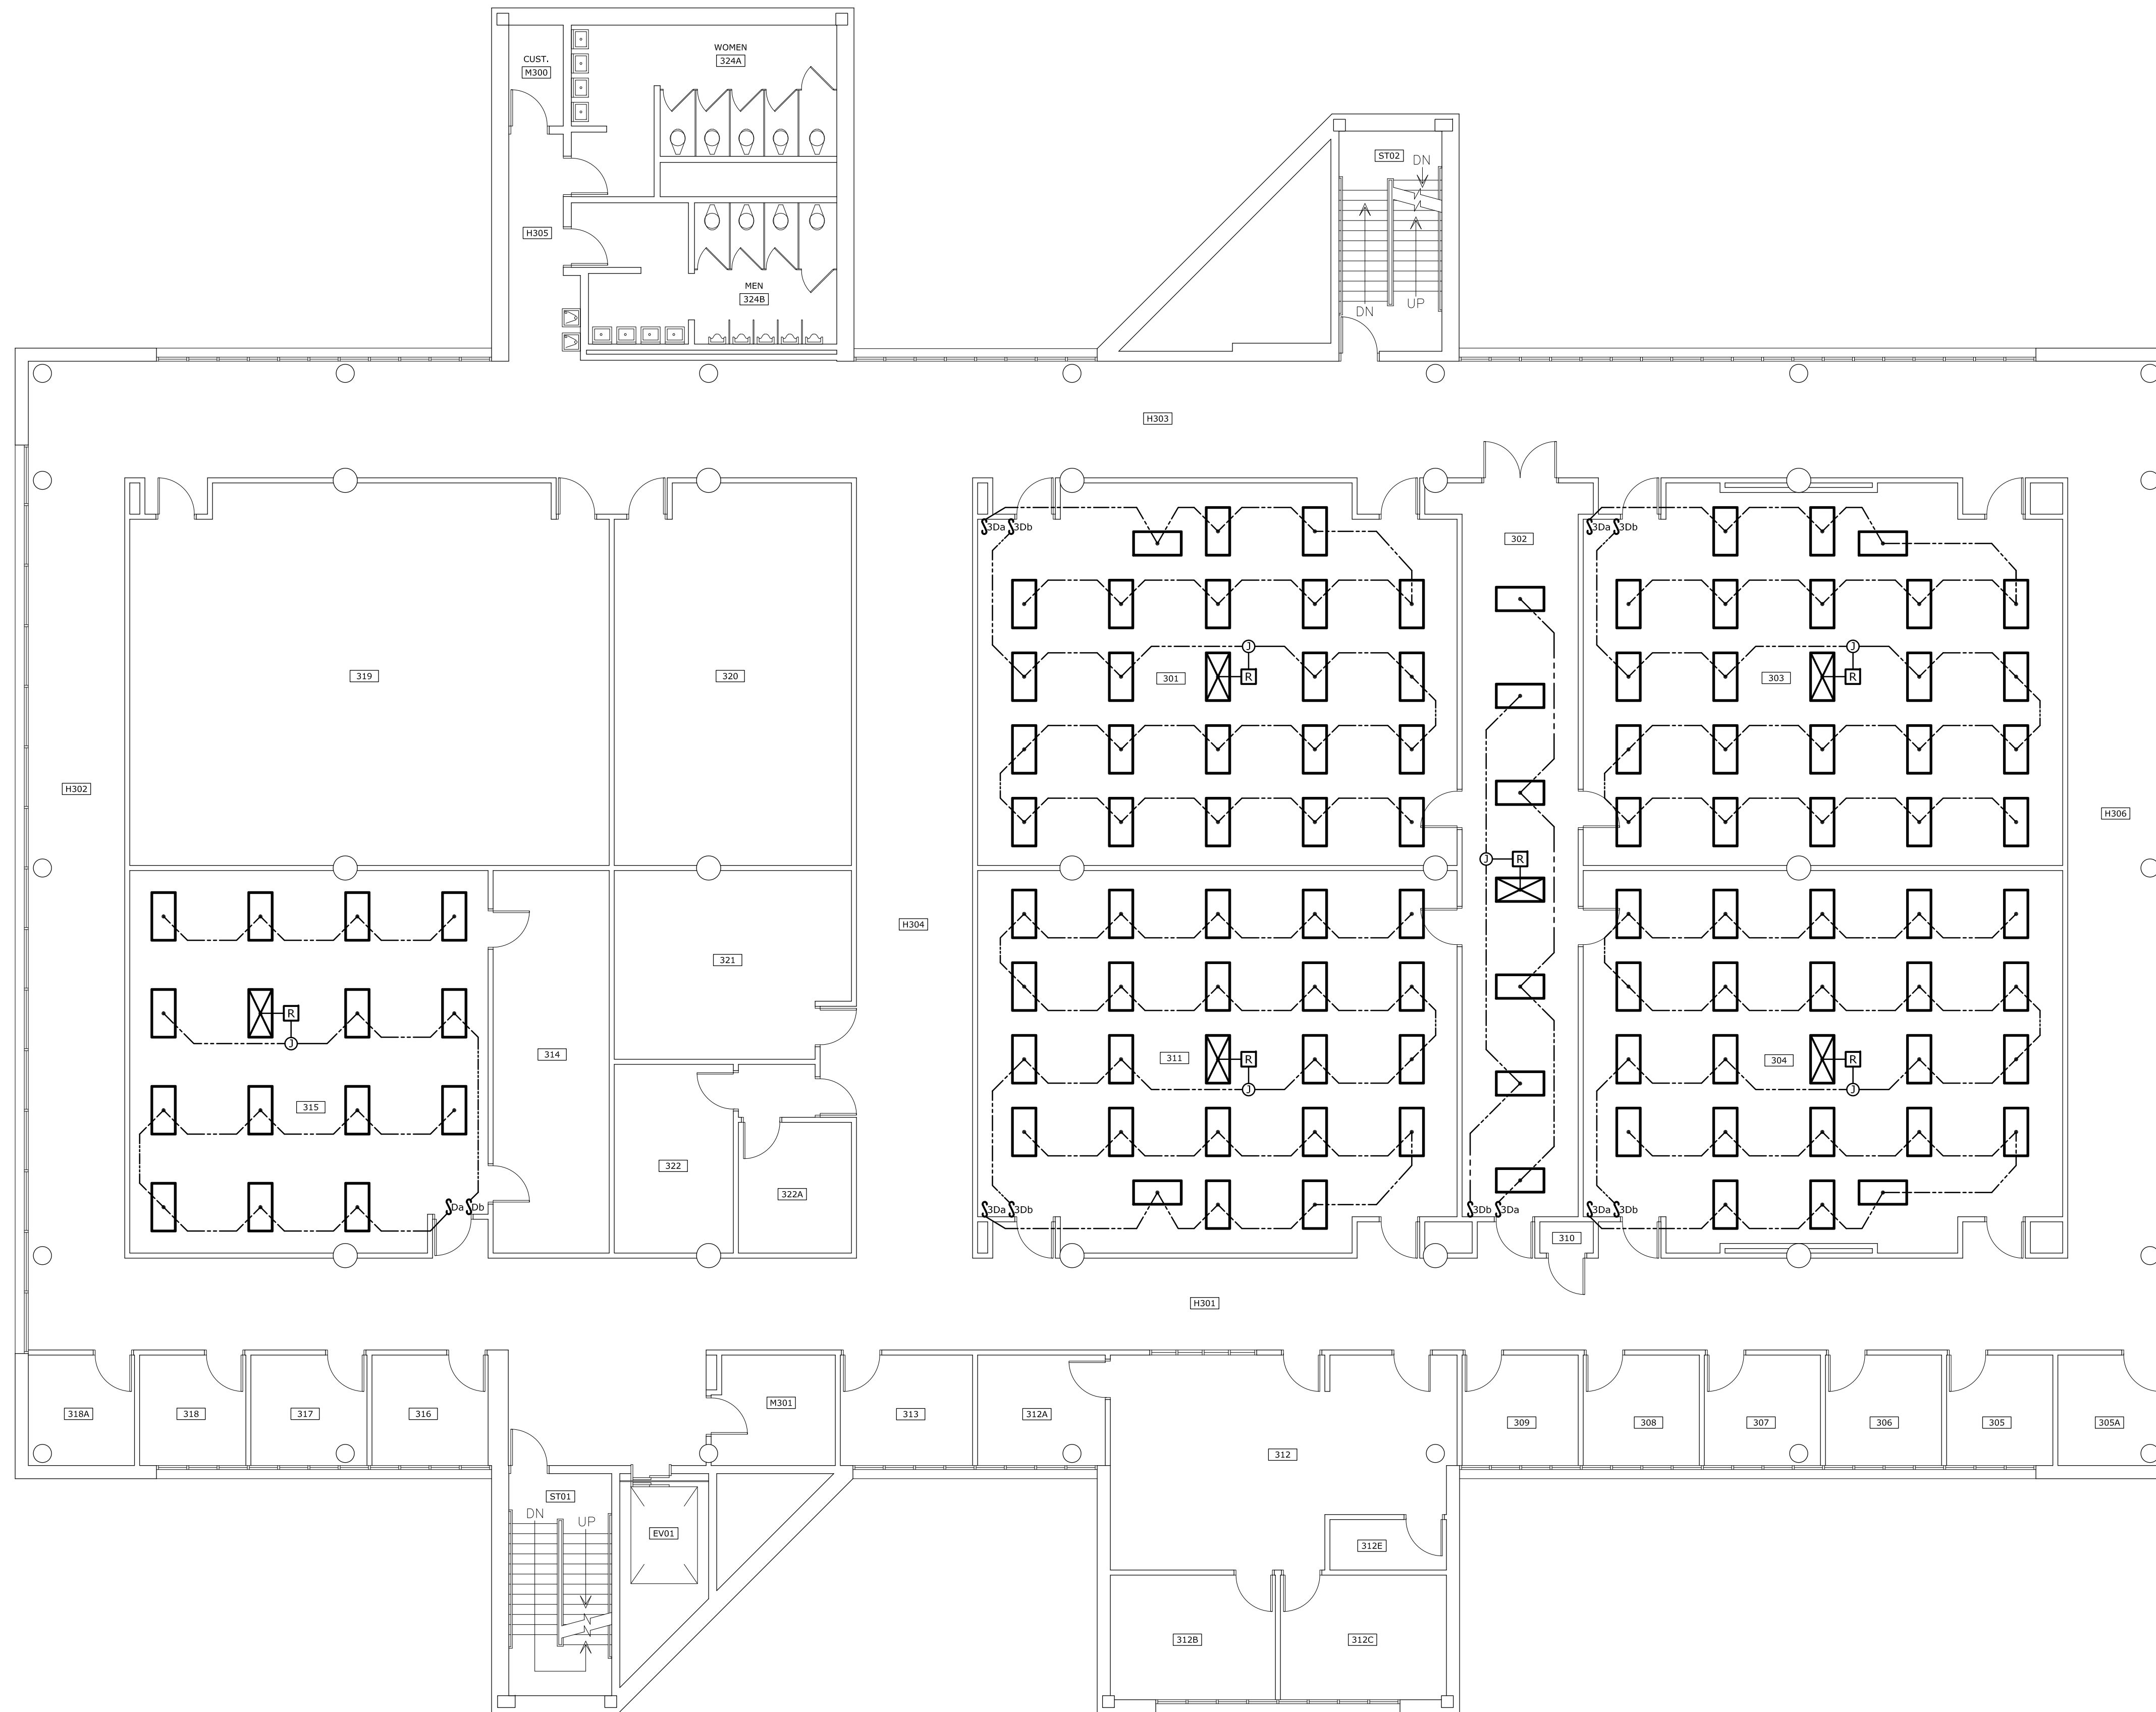 WOMEN
CUST.
324A
M300
ST02
DN
H305
MEN
324B
DN
UP
H303
3Da
3Db
302
3Da
3Db
J
J
319
320
301
R
303
R
H302
H306
J
R
H304
321
R
J
314
311
R
304
R
J
J
315
322
322A
Da
Db
3Da
3Db
3Db
3Da
3Da
3Db
310
H301
M301
318A
318
317
316
313
312A
309
308
307
306
305
305A
312
ST01
DN
UP
EV01
312E
312B
312C